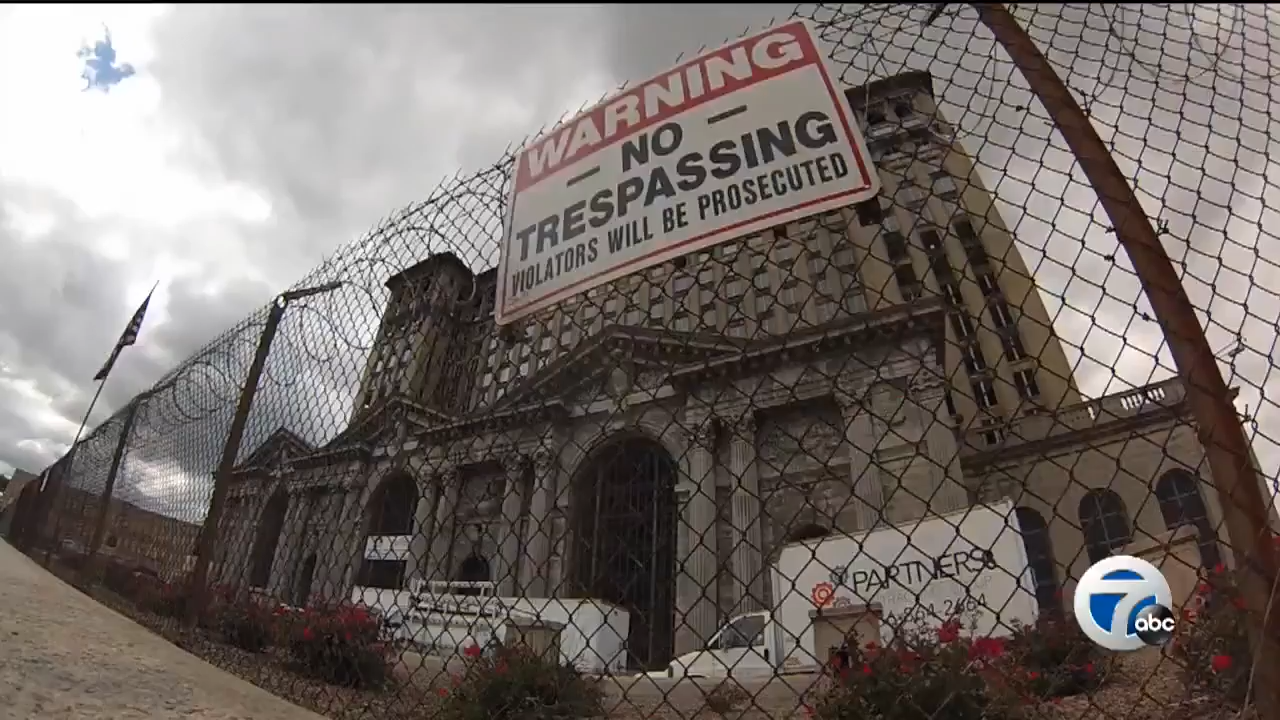 WARNING
— NO —
TRESPASSING
VIOLATORS WILL BE PROSECUTED
PARTNERS
7
abc